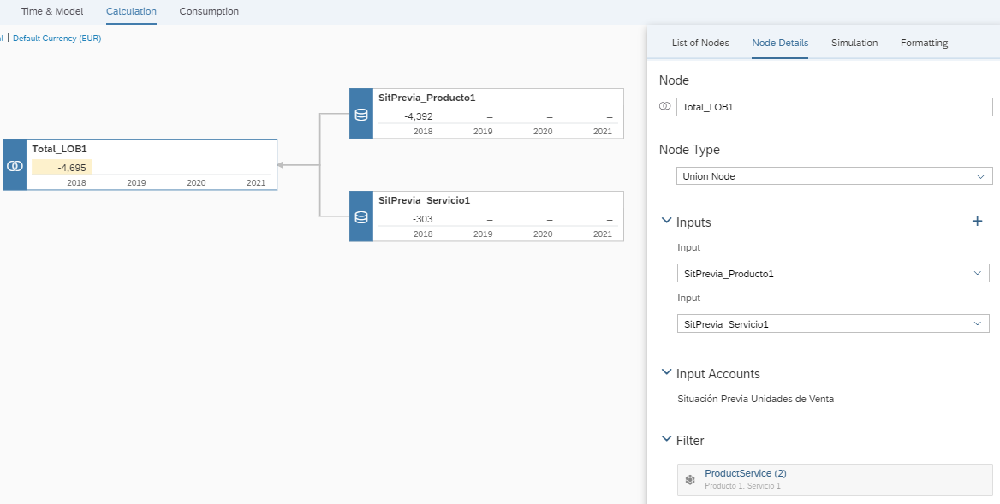 Time & Model
Calculation
Consumption
Default Currency (EUR)
SitPrevia_Producto1
-4,392 – – –
2018 2019 2020 2021
Total_LOB1
-4,695 – – –
2018 2019 2020 2021
SitPrevia_Servicio1
-303 – – –
2018 2019 2020 2021
List of Nodes
Node Details
Simulation
Formatting
Node
Total_LOB1
Node Type
Union Node
Inputs
Input
SitPrevia_Producto1
Input
SitPrevia_Servicio1
Input Accounts
Situación Previa Unidades de Venta
Filter
ProductService (2)
Producto 1, Servicio 1